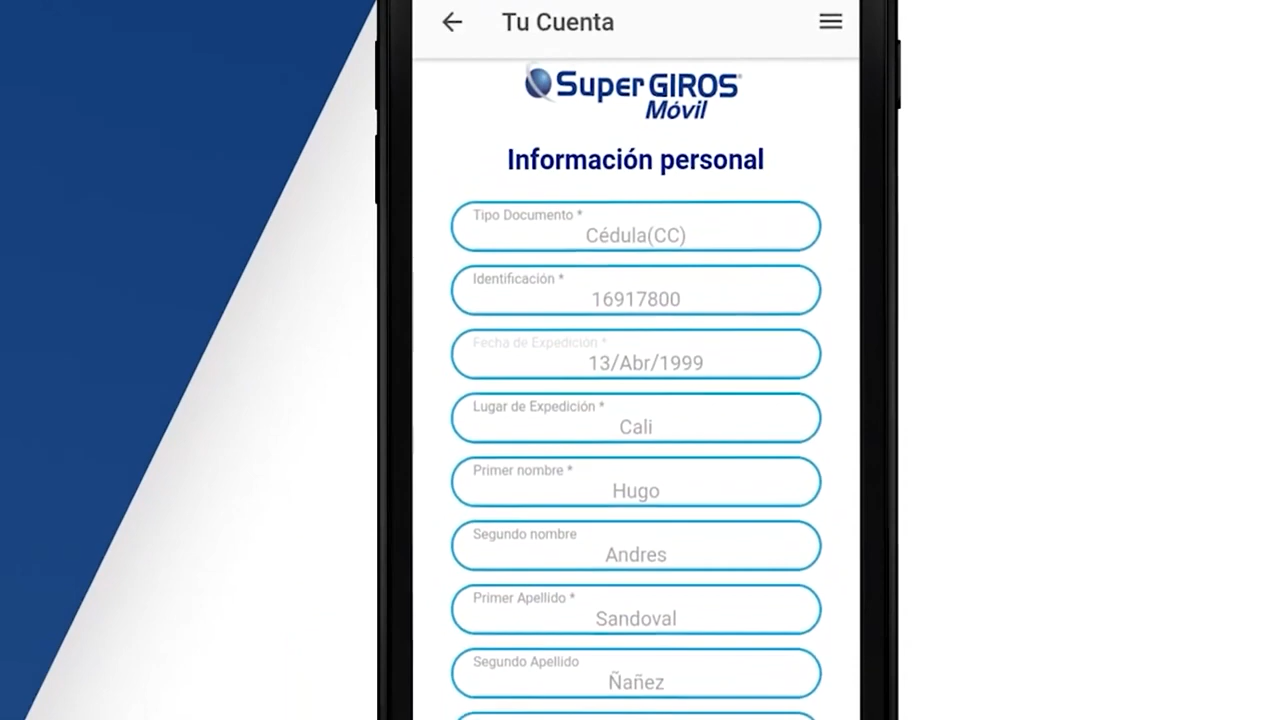 Tu Cuenta
SuperGIROS
Móvil
Información personal
Tipo Documento *
Cédula(CC)
Identificación *
16917800
Fecha de Expedición *
13/Abr/1999
Lugar de Expedición *
Cali
Primer nombre *
Hugo
Segundo nombre
Andres
Primer Apellido *
Sandoval
Segundo Apellido
Ñañez